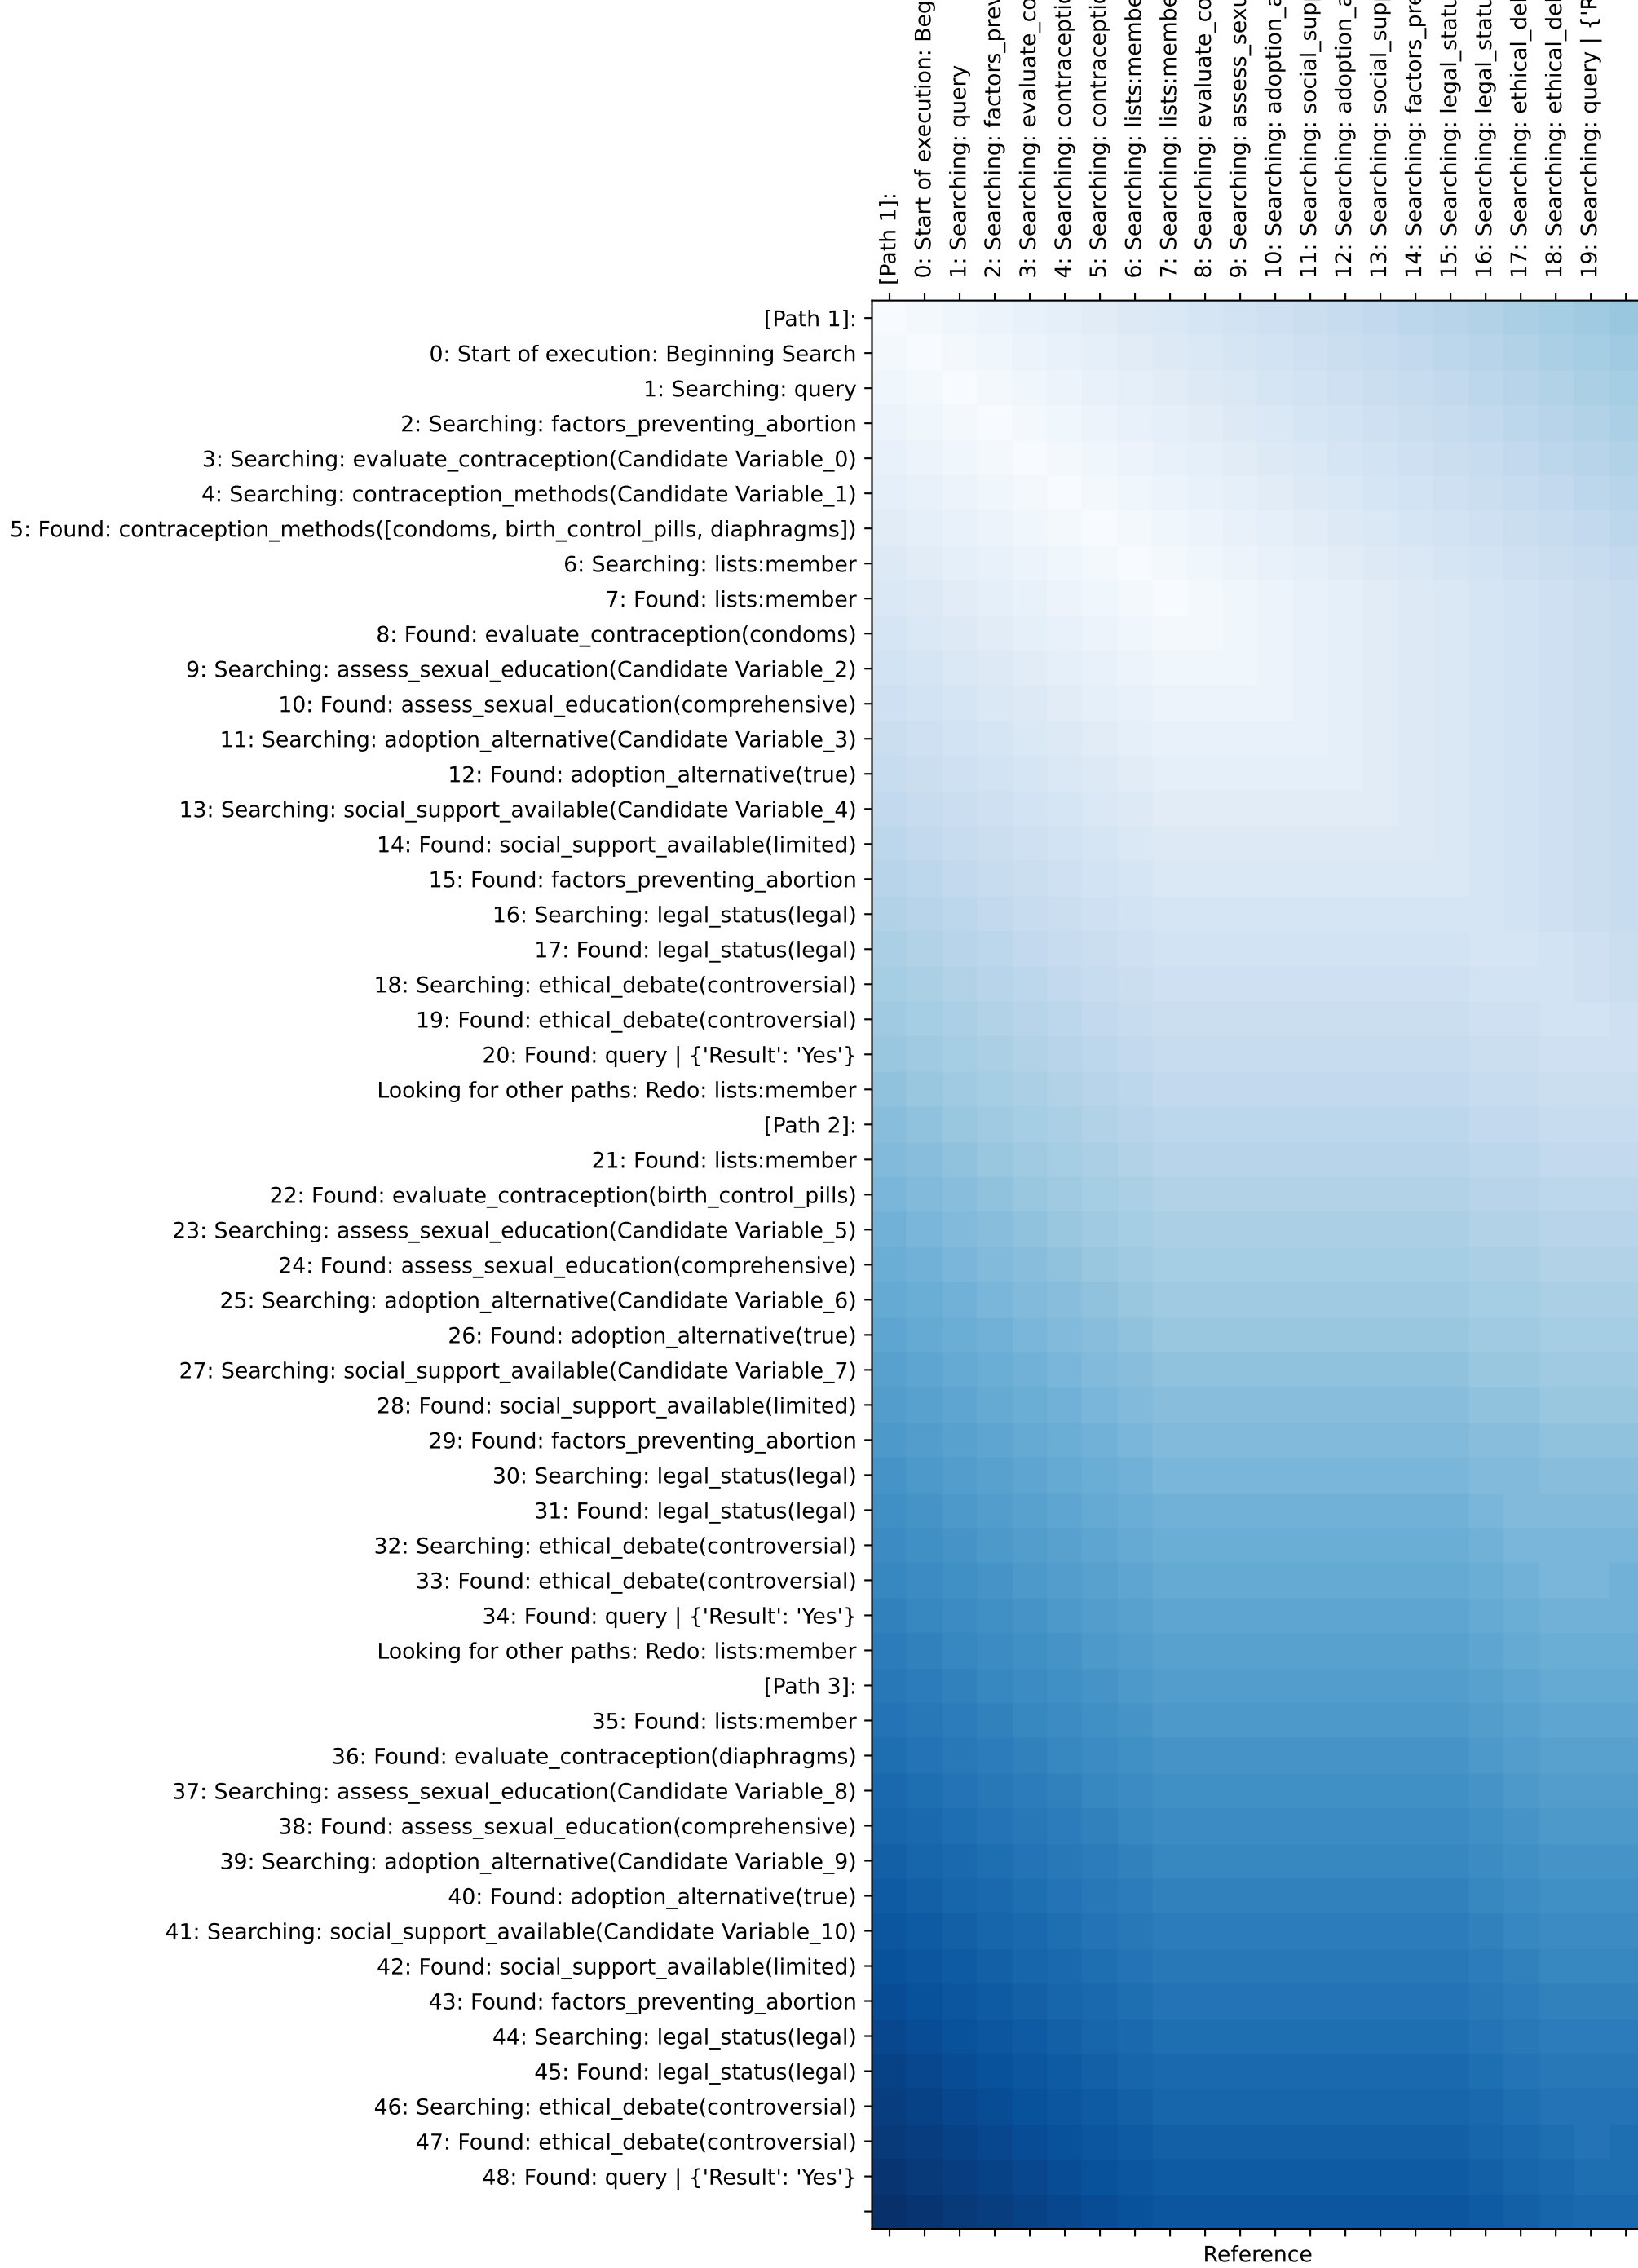 [Path 1]:
0: Start of execution: Beg
1: Searching: query
2: Searching: factors_prev
3: Searching: evaluate_co
4: Searching: contraceptic
5: Searching: contraceptic
6: Searching: lists:membe
7: Searching: lists:membe
8: Searching: evaluate_co
9: Searching: assess_sexu
10: Searching: adoption_a
11: Searching: social_supp
12: Searching: adoption_a
13: Searching: social_supp
14: Searching: factors_pre
15: Searching: legal_statu
16: Searching: legal_statu
17: Searching: ethical_del
18: Searching: ethical_del
19: Searching: query | {'R
[Path 1]:
0: Start of execution: Beginning Search
1: Searching: query
2: Searching: factors_preventing_abortion
3: Searching: evaluate_contraception(Candidate Variable_0)
4: Searching: contraception_methods(Candidate Variable_1)
5: Found: contraception_methods([condoms, birth_control_pills, diaphragms])
6: Searching: lists:member
7: Found: lists:member
8: Found: evaluate_contraception(condoms)
9: Searching: assess_sexual_education(Candidate Variable_2)
10: Found: assess_sexual_education(comprehensive)
11: Searching: adoption_alternative(Candidate Variable_3)
12: Found: adoption_alternative(true)
13: Searching: social_support_available(Candidate Variable_4)
14: Found: social_support_available(limited)
15: Found: factors_preventing_abortion
16: Searching: legal_status(legal)
17: Found: legal_status(legal)
18: Searching: ethical_debate(controversial)
19: Found: ethical_debate(controversial)
20: Found: query | {'Result': 'Yes'}
Looking for other paths: Redo: lists:member
[Path 2]:
21: Found: lists:member
22: Found: evaluate_contraception(birth_control_pills)
23: Searching: assess_sexual_education(Candidate Variable_5)
24: Found: assess_sexual_education(comprehensive)
25: Searching: adoption_alternative(Candidate Variable_6)
26: Found: adoption_alternative(true)
27: Searching: social_support_available(Candidate Variable_7)
28: Found: social_support_available(limited)
29: Found: factors_preventing_abortion
30: Searching: legal_status(legal)
31: Found: legal_status(legal)
32: Searching: ethical_debate(controversial)
33: Found: ethical_debate(controversial)
34: Found: query | {'Result': 'Yes'}
Looking for other paths: Redo: lists:member
[Path 3]:
35: Found: lists:member
36: Found: evaluate_contraception(diaphragms)
37: Searching: assess_sexual_education(Candidate Variable_8)
38: Found: assess_sexual_education(comprehensive)
39: Searching: adoption_alternative(Candidate Variable_9)
40: Found: adoption_alternative(true)
41: Searching: social_support_available(Candidate Variable_10)
42: Found: social_support_available(limited)
43: Found: factors_preventing_abortion
44: Searching: legal_status(legal)
45: Found: legal_status(legal)
46: Searching: ethical_debate(controversial)
47: Found: ethical_debate(controversial)
48: Found: query | {'Result': 'Yes'}
Reference